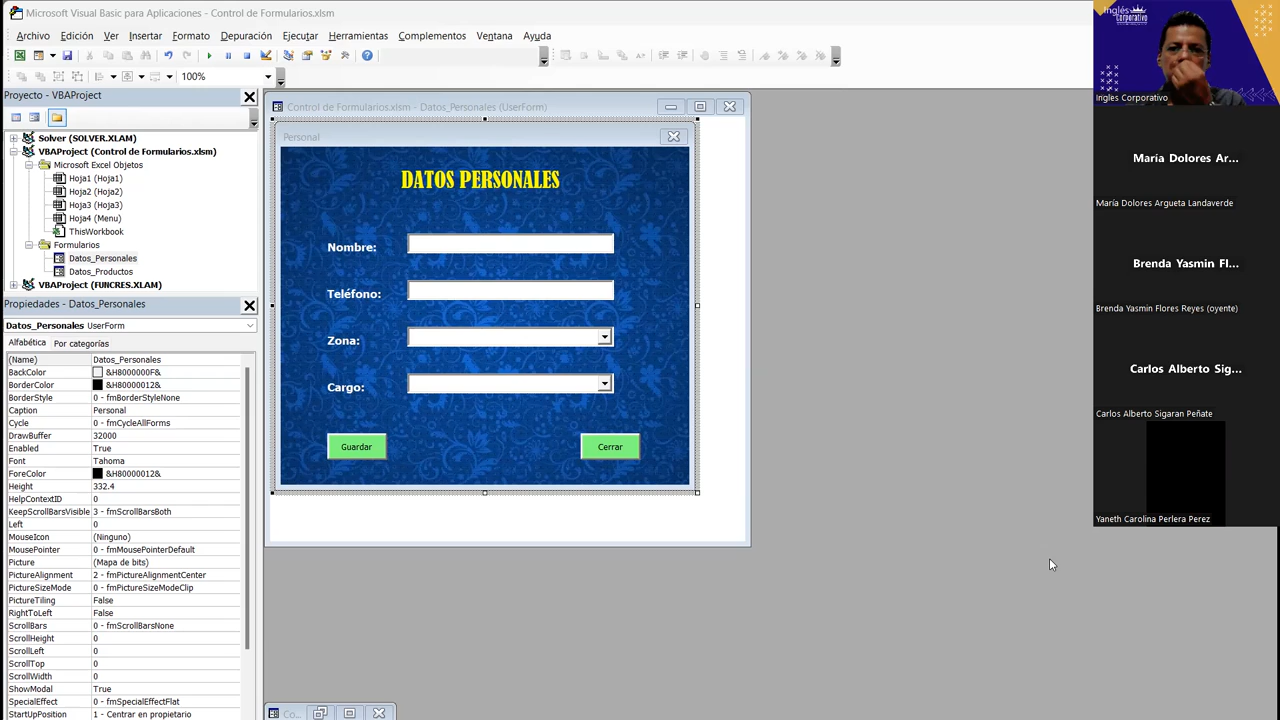 Microsoft Visual Basic para Aplicaciones - Control de Formularios.xlsm
Archivo Edición Ver Insertar Formato Depuración Ejecutar Herramientas Complementos Ventana Ayuda
100%
Proyecto - VBAProject
Solver (SOLVER.XLAM)
VBAProject (Control de Formularios.xlsm)
Microsoft Excel Objetos
Hoja1 (Hoja1)
Hoja2 (Hoja2)
Hoja3 (Hoja3)
Hoja4 (Menu)
ThisWorkbook
Formularios
Datos_Personales
Datos_Productos
VBAProject (FUNCRES.XLAM)
Propiedades - Datos_Personales
Datos_Personales UserForm
Alfabética Por categorías
(Name) Datos_Personales
BackColor &H8000000F&
BorderColor &H80000012&
BorderStyle 0 - fmBorderStyleNone
Caption Personal
Cycle 0 - fmCycleAllForms
DrawBuffer 32000
Enabled True
Font Tahoma
ForeColor &H80000012&
Height 332.4
HelpContextID 0
KeepScrollBarsVisible 3 - fmScrollBarsBoth
Left 0
MouseIcon (Ninguno)
MousePointer 0 - fmMousePointerDefault
Picture (Mapa de bits)
PictureAlignment 2 - fmPictureAlignmentCenter
PictureSizeMode 0 - fmPictureSizeModeClip
PictureTiling False
RightToLeft False
ScrollBars 0 - fmScrollBarsNone
ScrollHeight 0
ScrollLeft 0
ScrollTop 0
ScrollWidth 0
ShowModal True
SpecialEffect 0 - fmSpecialEffectFlat
StartUpPosition 1 - Centrar en propietario
Control de Formularios.xlsm - Datos_Personales (UserForm)
Personal
DATOS PERSONALES
Nombre:
Teléfono:
Zona:
Cargo:
Guardar Cerrar
Co...
Inglés
Corporativo
Ingles Corporativo
María Dolores Ar...
María Dolores Argueta Landaverde
Brenda Yasmin Fl...
Brenda Yasmin Flores Reyes (oyente)
Carlos Alberto Sig...
Carlos Alberto Sigaran Peñate
Yaneth Carolina Perlera Perez